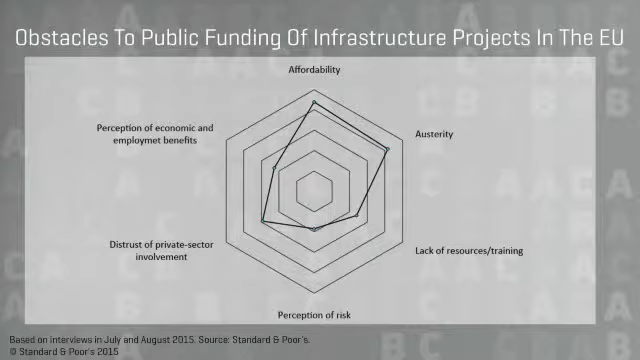 Obstacles To Public Funding Of Infrastructure Projects In The EU
Affordability
Perception of economic and
employmet benefits
Austerity
Distrust of private-sector
involvement
Lack of resources/training
Perception of risk
Based on interviews in July and August 2015. Source: Standard & Poor's.
© Standard & Poor's 2015